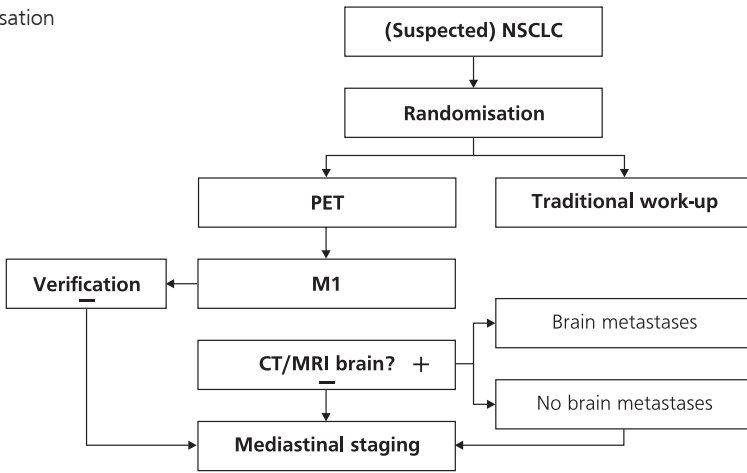 (Suspected) NSCLC
Randomisation
PET
Traditional work-up
Verification
–
M1
CT/MRI brain? +
–
Brain metastases
No brain metastases
Mediastinal staging